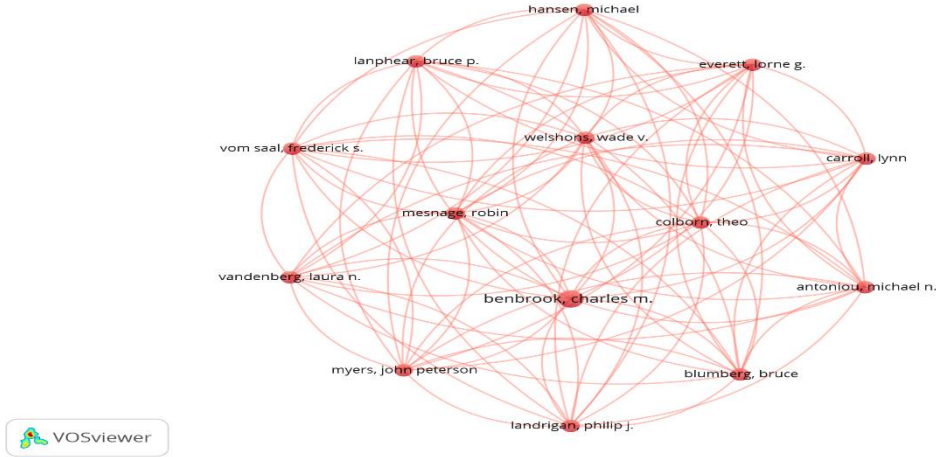 hansen, michael
lanphear, bruce p.
everett, lorne g.
welshons, wade v.
vom saal, frederick s.
carroll, lynn
mesnage, robin
colborn, theo
vandenberg, laura n.
antoniou, michael n.
benbrook, charles m.
myers, john peterson
blumberg, bruce
landrigan, philip j.
VOSviewer